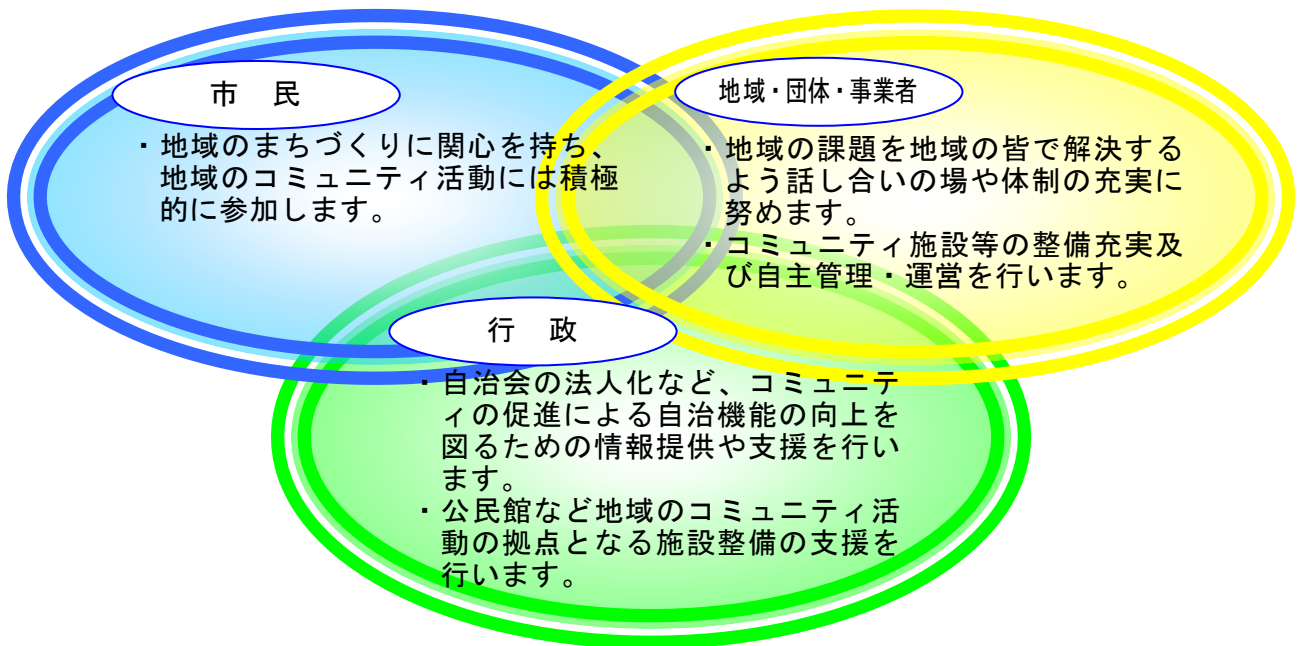 市　民
・地域のまちづくりに関心を持ち、
地域のコミュニティ活動には積極
的に参加します。
地域・団体・事業者
・地域の課題を地域の皆で解決する
よう話し合いの場や体制の充実に
努めます。
・コミュニティ施設等の整備充実及
び自主管理・運営を行います。
行　政
・自治会の法人化など、コミュニテ
ィの促進による自治機能の向上を
図るための情報提供や支援を行い
ます。
・公民館など地域のコミュニティ活
動の拠点となる施設整備の支援を
行います。